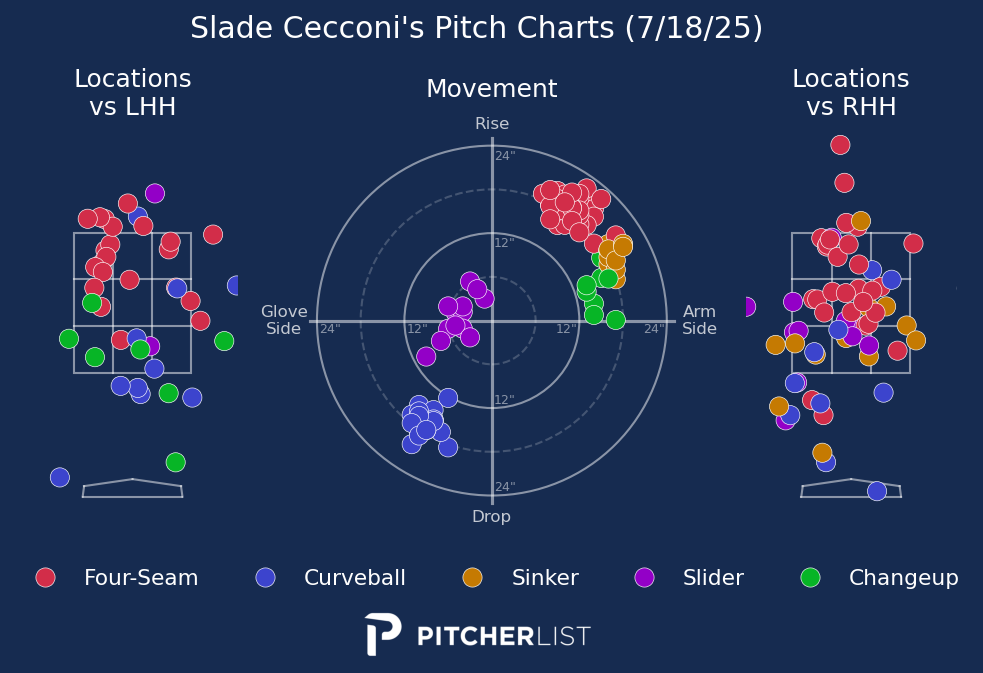 Slade Cecconi's Pitch Charts (7/18/25)
Locations
vs LHH
Movement
Locations
vs RHH
Rise
24"
12"
Glove
Side
24"
12"
12"
24"
Arm
Side
12"
24"
Drop
Four-Seam
Curveball
Sinker
Slider
Changeup
PITCHERLIST